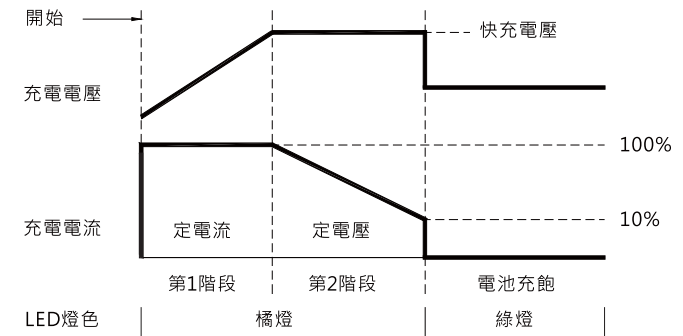 開始
快充電壓
充電電壓
100%
10%
充電電流
定電流 定電壓
第1階段 第2階段 電池充飽
LED燈色 橘燈 綠燈